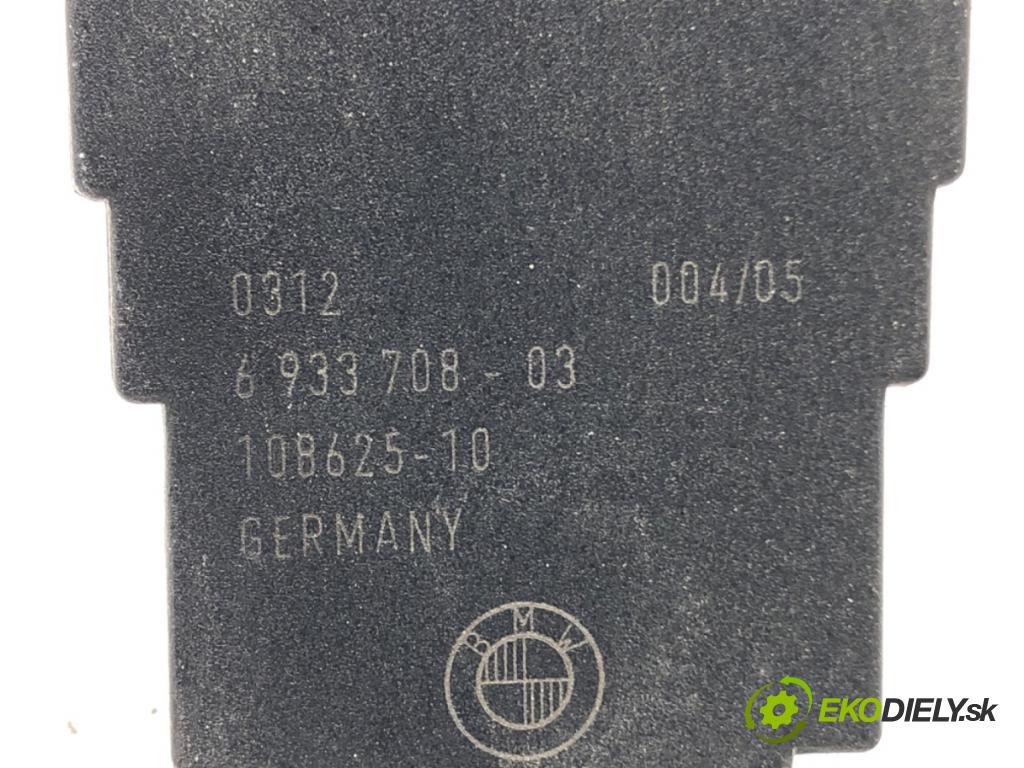 0312 004/05
6 933 708 - 03
108625-10
GERMANY
BMW
EKODIELY.sk